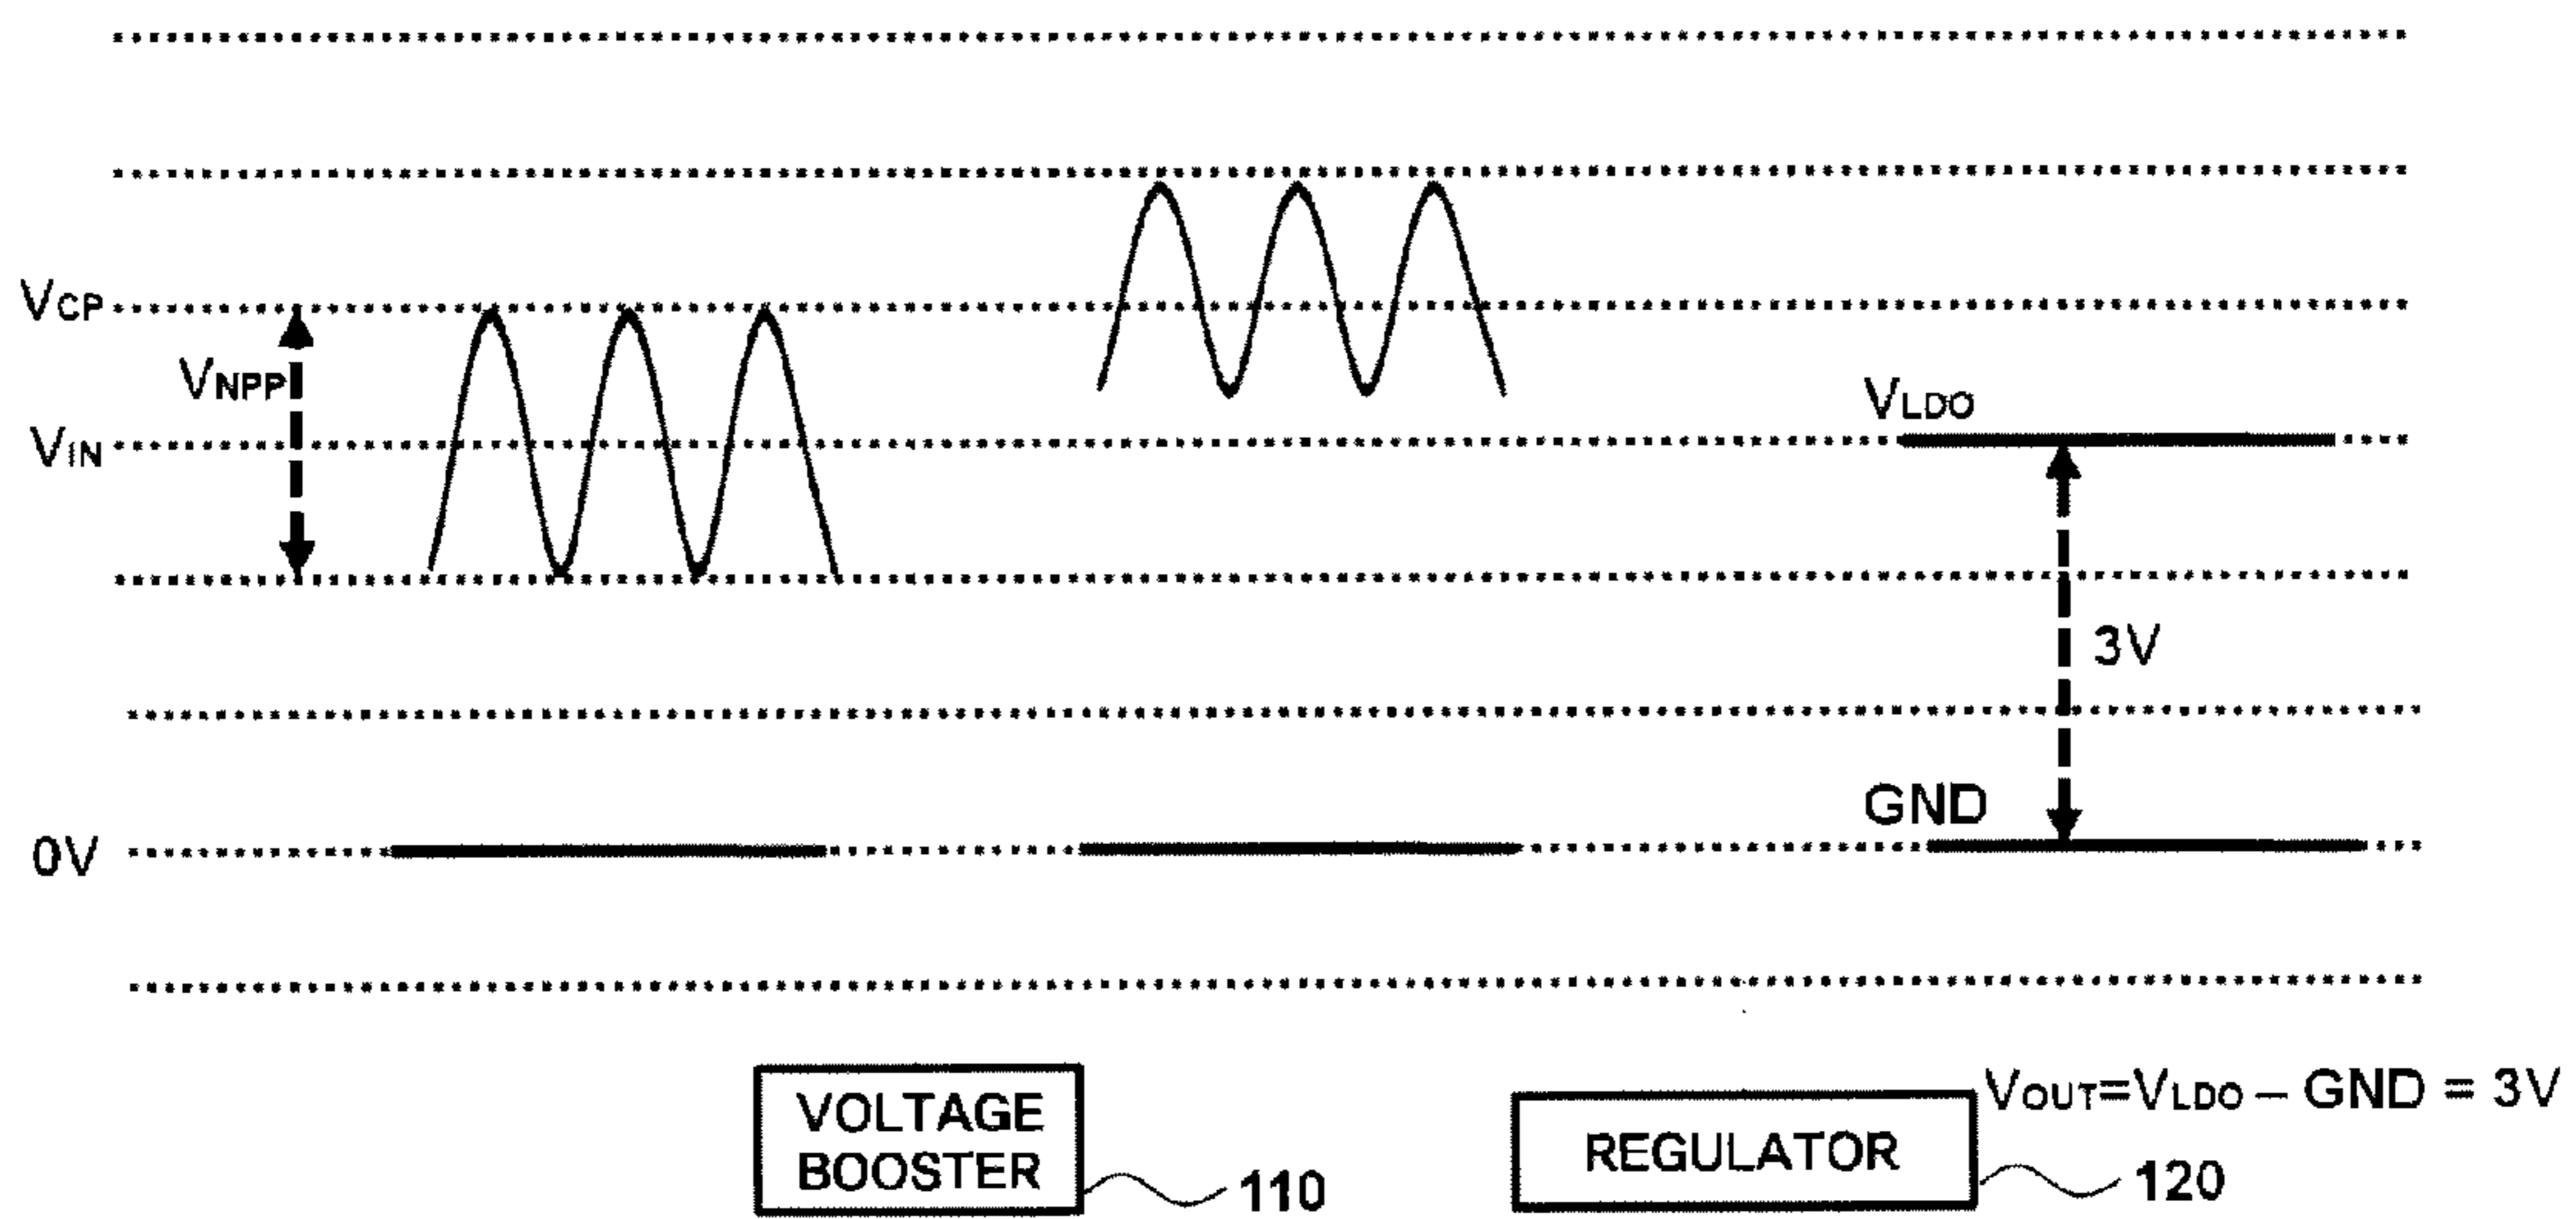 VCP
VNPP
VIN
VLDO
3V
GND
0V
VOUT=VLDO – GND = 3V
VOLTAGE
BOOSTER
110
REGULATOR
120